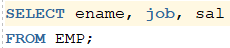 SELECT ename, job, sal
FROM EMP;